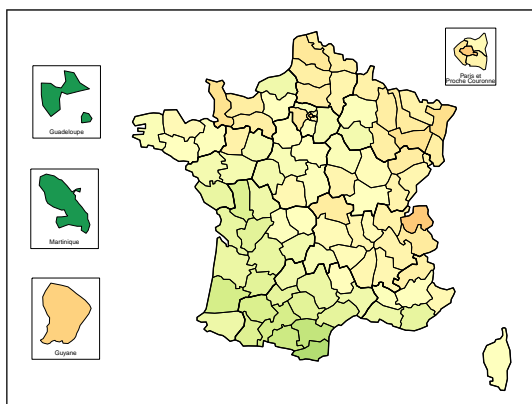 Guadeloupe
Martinique
Guyane
Paris et
Proche Couronne